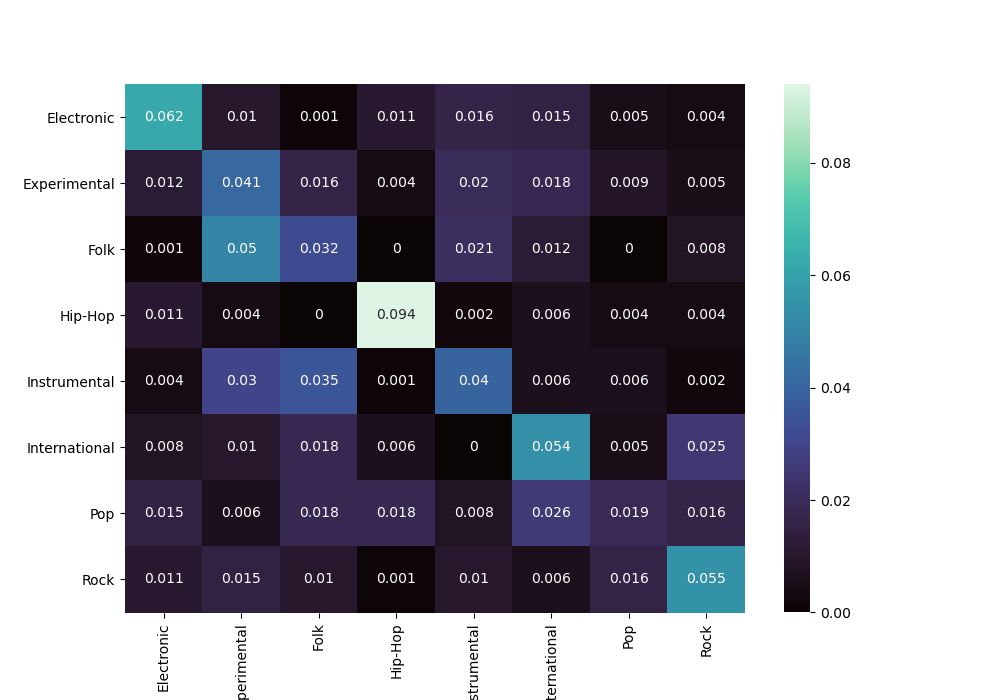 Electronic 0.062 0.01 0.001 0.011 0.016 0.015 0.005 0.004
0.08
Experimental 0.012 0.041 0.016 0.004 0.02 0.018 0.009 0.005
0.06
Folk 0.001 0.05 0.032 0 0.021 0.012 0 0.008
Hip-Hop 0.011 0.004 0 0.094 0.002 0.006 0.004 0.004
Instrumental 0.004 0.03 0.035 0.001 0.04 0.006 0.006 0.002
0.04
International 0.008 0.01 0.018 0.006 0 0.054 0.005 0.025
0.02
Pop 0.015 0.006 0.018 0.018 0.008 0.026 0.019 0.016
Rock 0.011 0.015 0.01 0.001 0.01 0.006 0.016 0.055
0.00
Electronic
perimental
Folk
Hip-Hop
strumental
ternational
Pop
Rock